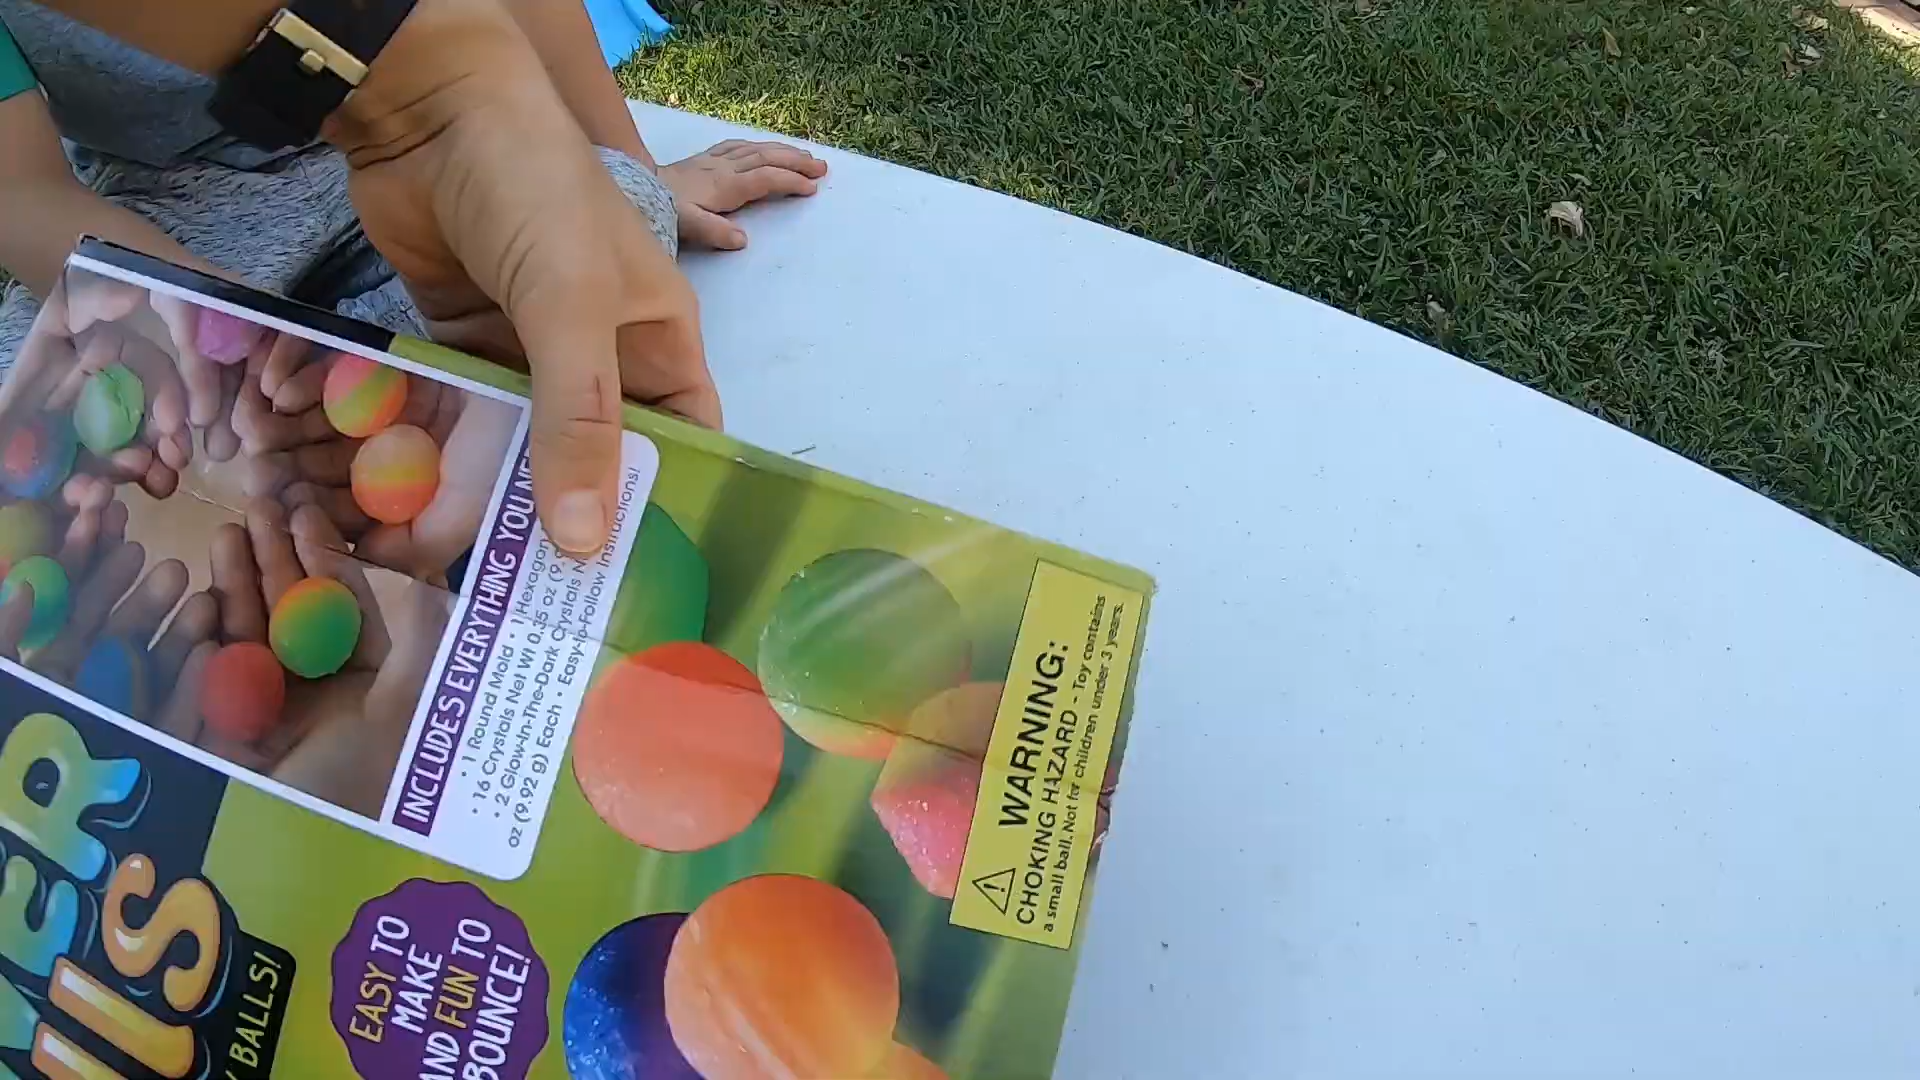 INCLUDES EVERYTHING YOU
• 1 Round Mold • 1 Hexagon
• 16 Crystals Net Wt 0.35 oz (9.
• 2 Glow-In-The-Dark Crystals
oz (9.92 g) Each • Easy-to-Follow Instructions!
BALLS!
EASY TO
MAKE
AND FUN TO
BOUNCE!
WARNING:
CHOKING HAZARD - Toy contains
a small ball. Not for children under 3 years.